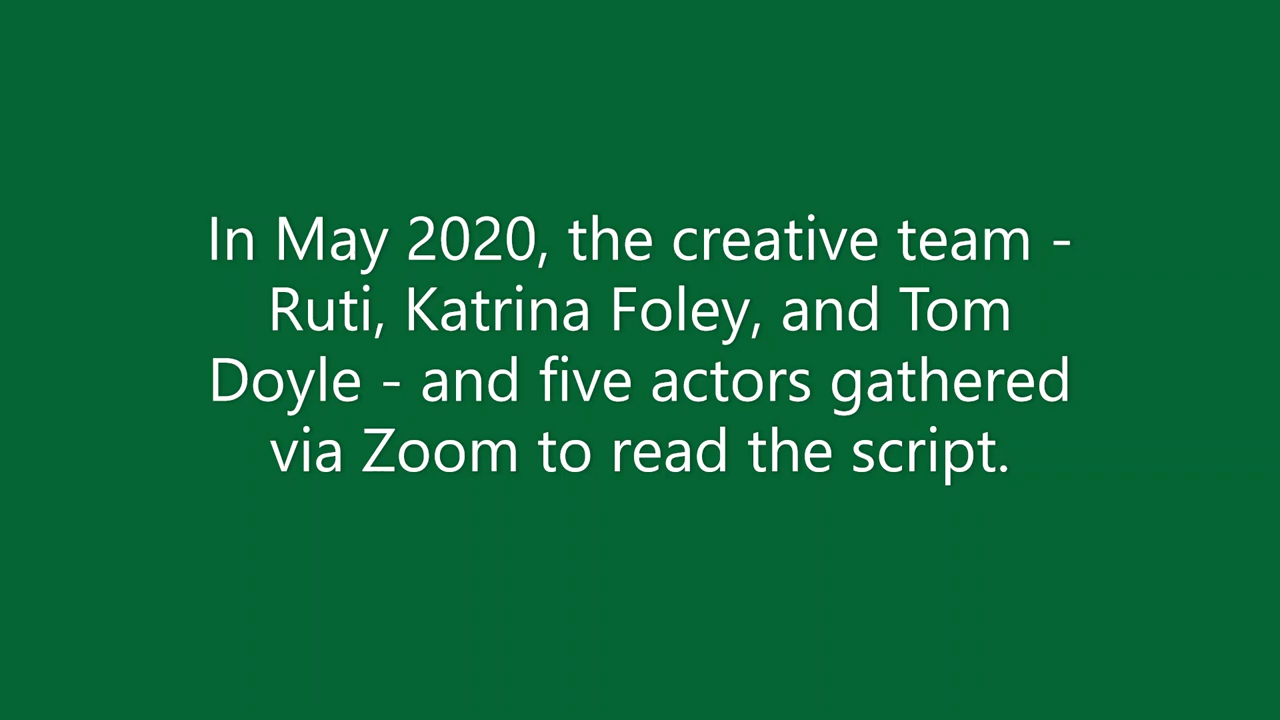 In May 2020, the creative team -
Ruti, Katrina Foley, and Tom
Doyle - and five actors gathered
via Zoom to read the script.